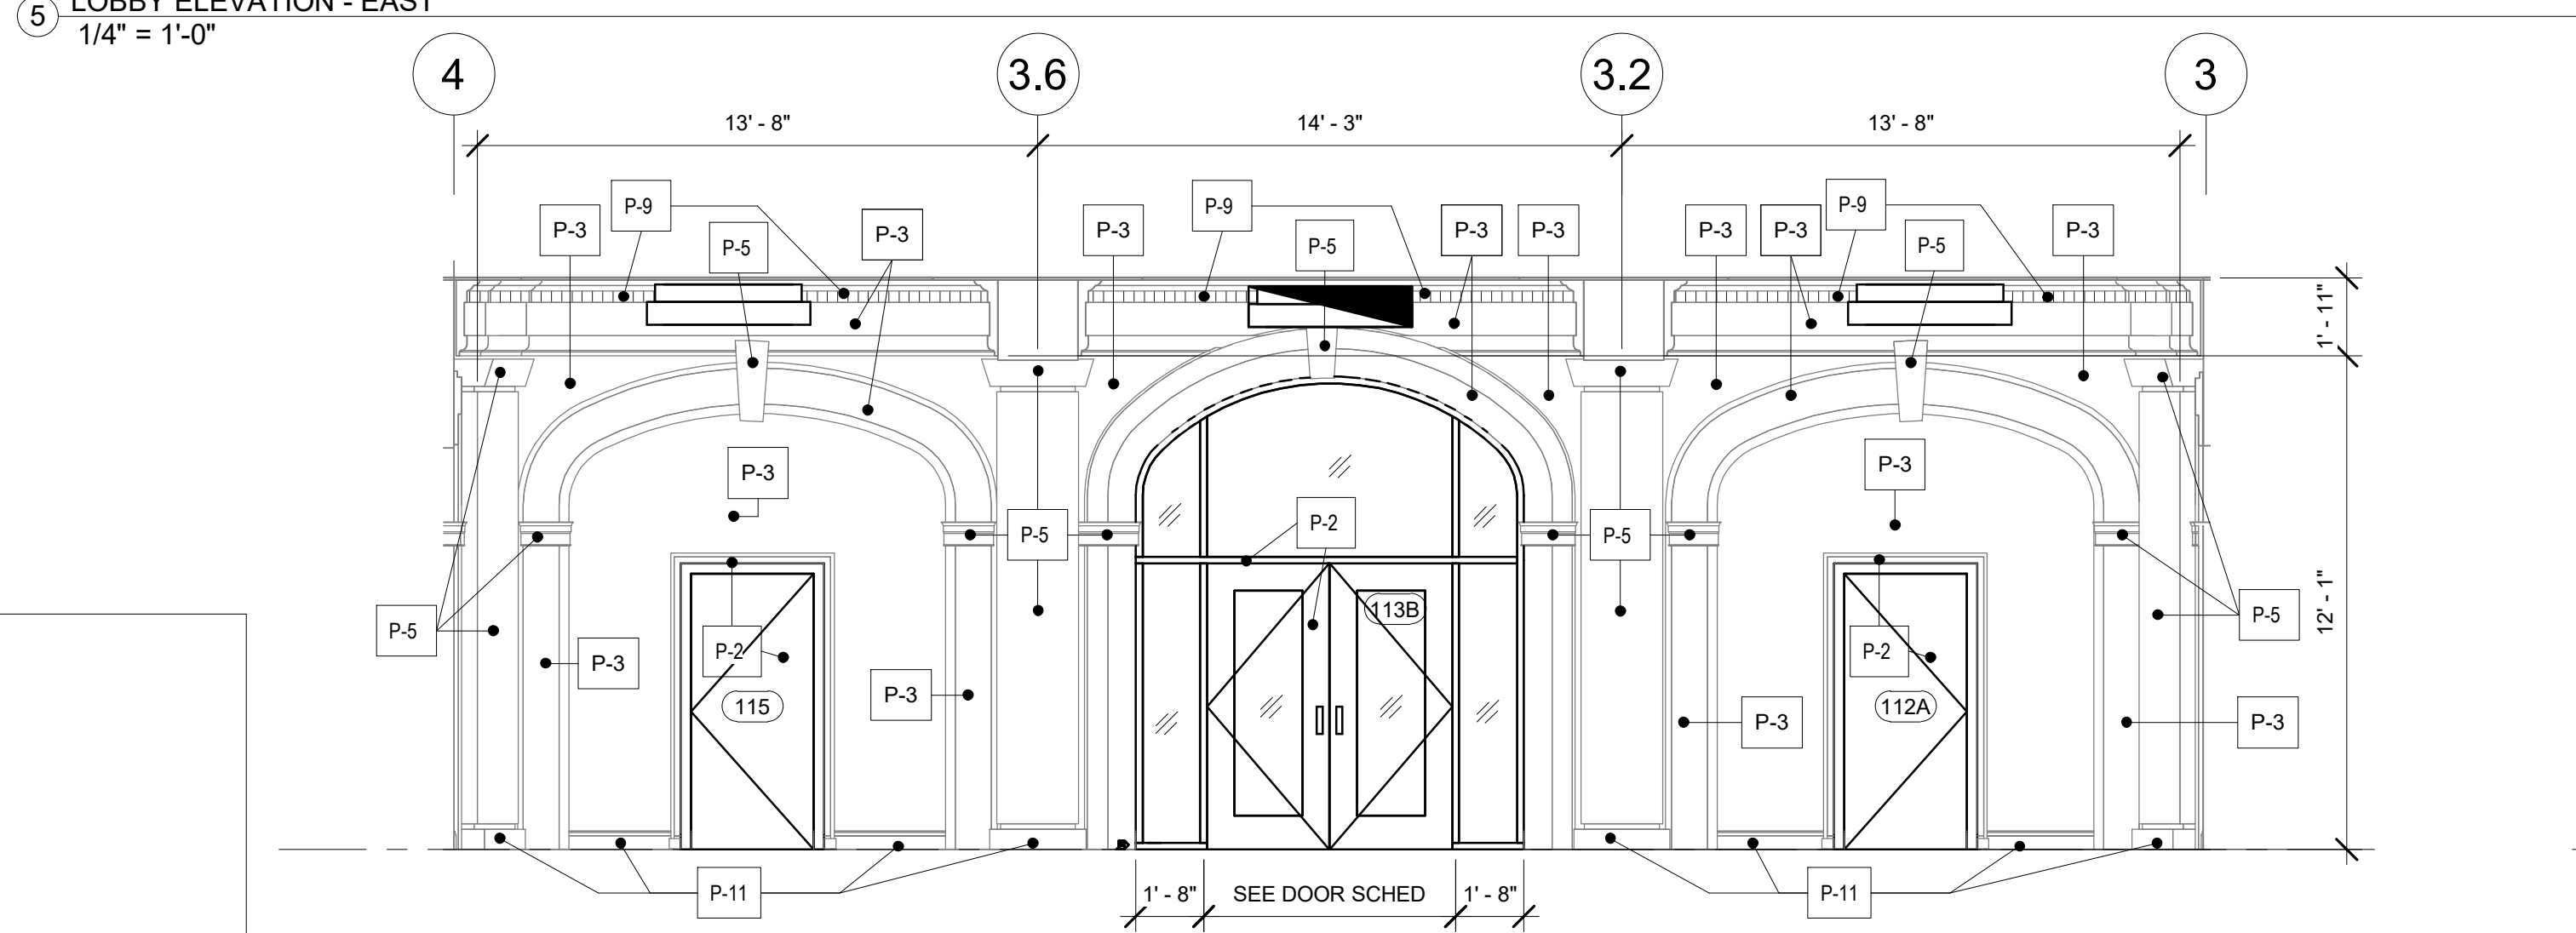 5 LOBBY ELEVATION - EAST
1/4" = 1'-0"
4 3.6 3.2 3
13' - 8" 14' - 3" 13' - 8"
P-9 P-9 P-9
P-3 P-5 P-3 P-3 P-5 P-3 P-3 P-3 P-3 P-5 P-3
1' - 11"
P-3 P-3
P-2
P-5 P-5
12' - 1"
P-5 113B P-5
P-3 P-2 P-2
P-3 115 112A P-3 P-3
P-11 1' - 8" SEE DOOR SCHED 1' - 8" P-11